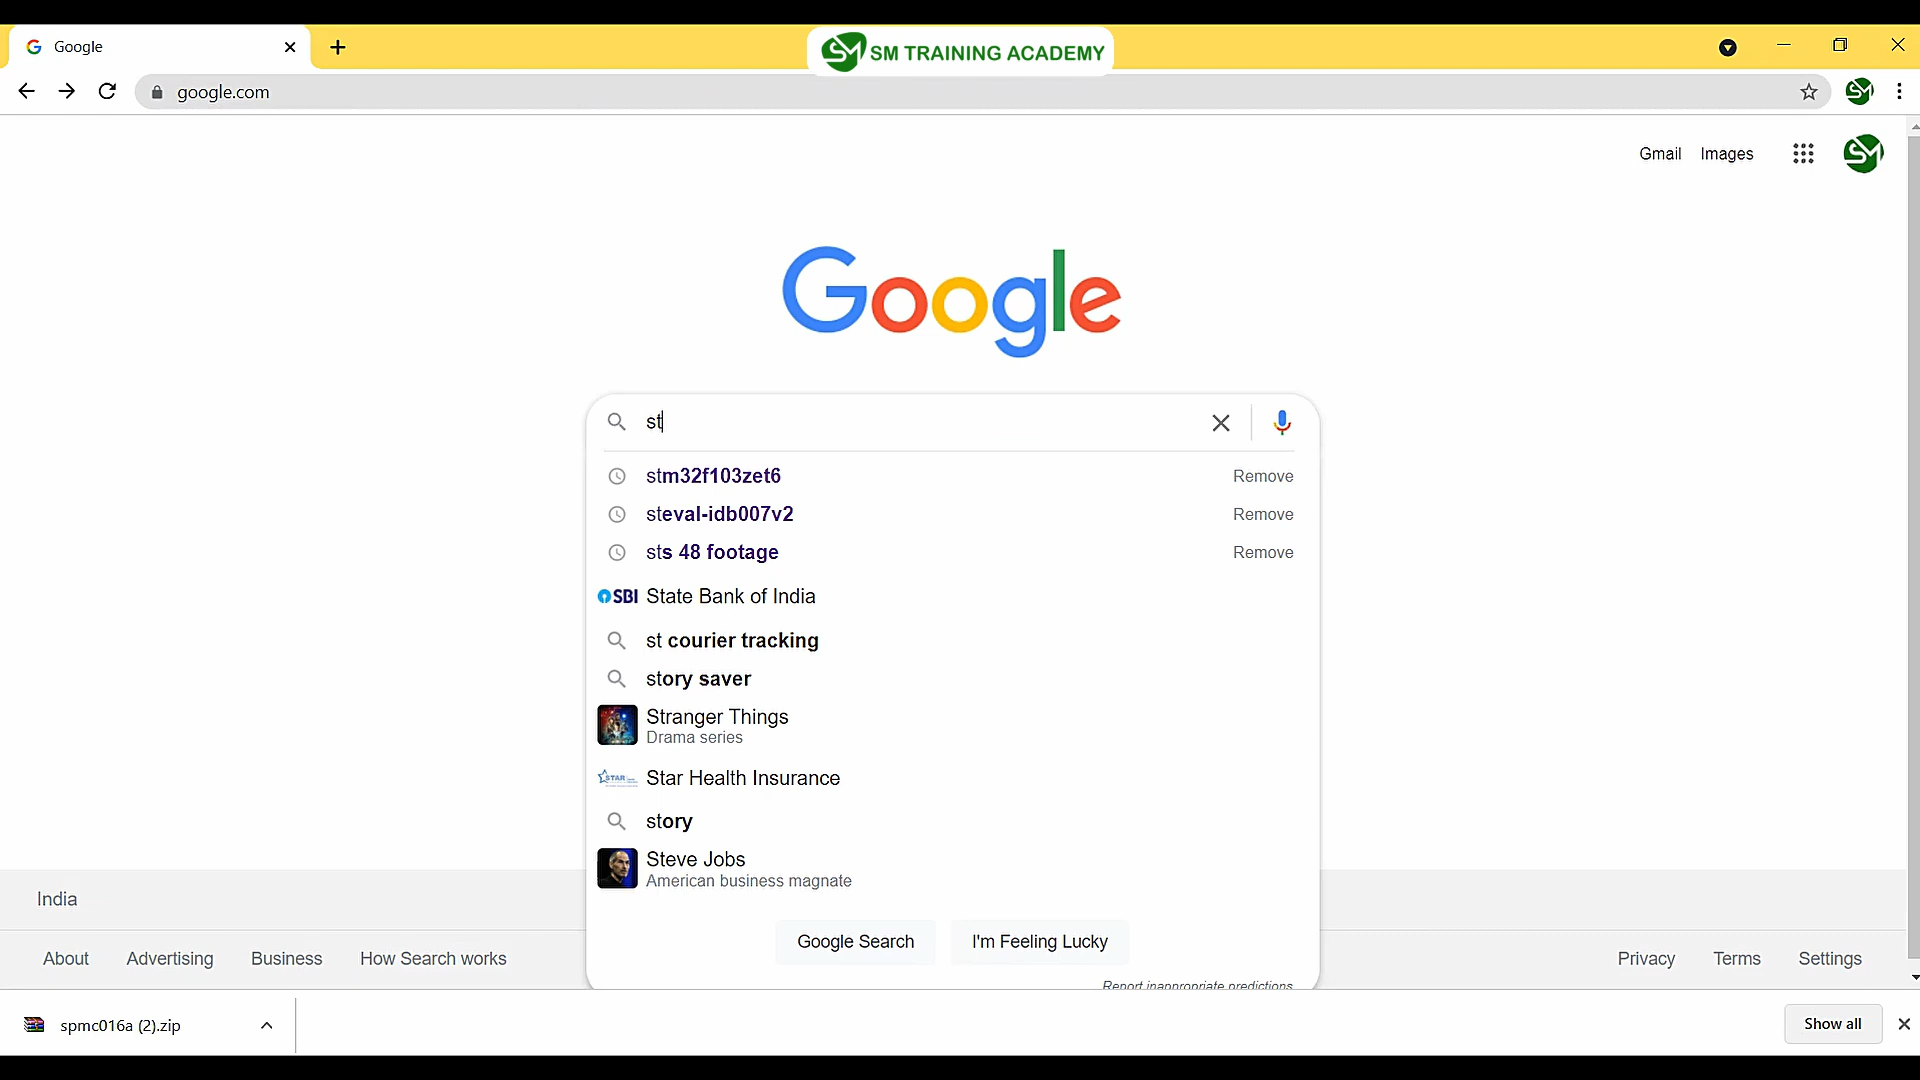 Google
SM TRAINING ACADEMY
google.com
SM
Gmail Images
SM
Google
st
stm32f103zet6 Remove
steval-idb007v2 Remove
sts 48 footage Remove
SBI State Bank of India
st courier tracking
story saver
Stranger Things
Drama series
STAR Star Health Insurance
story
Steve Jobs
American business magnate
India
Google Search I'm Feeling Lucky
About Advertising Business How Search works
Privacy Terms Settings
Report inappropriate predictions
spmc016a (2).zip
Show all